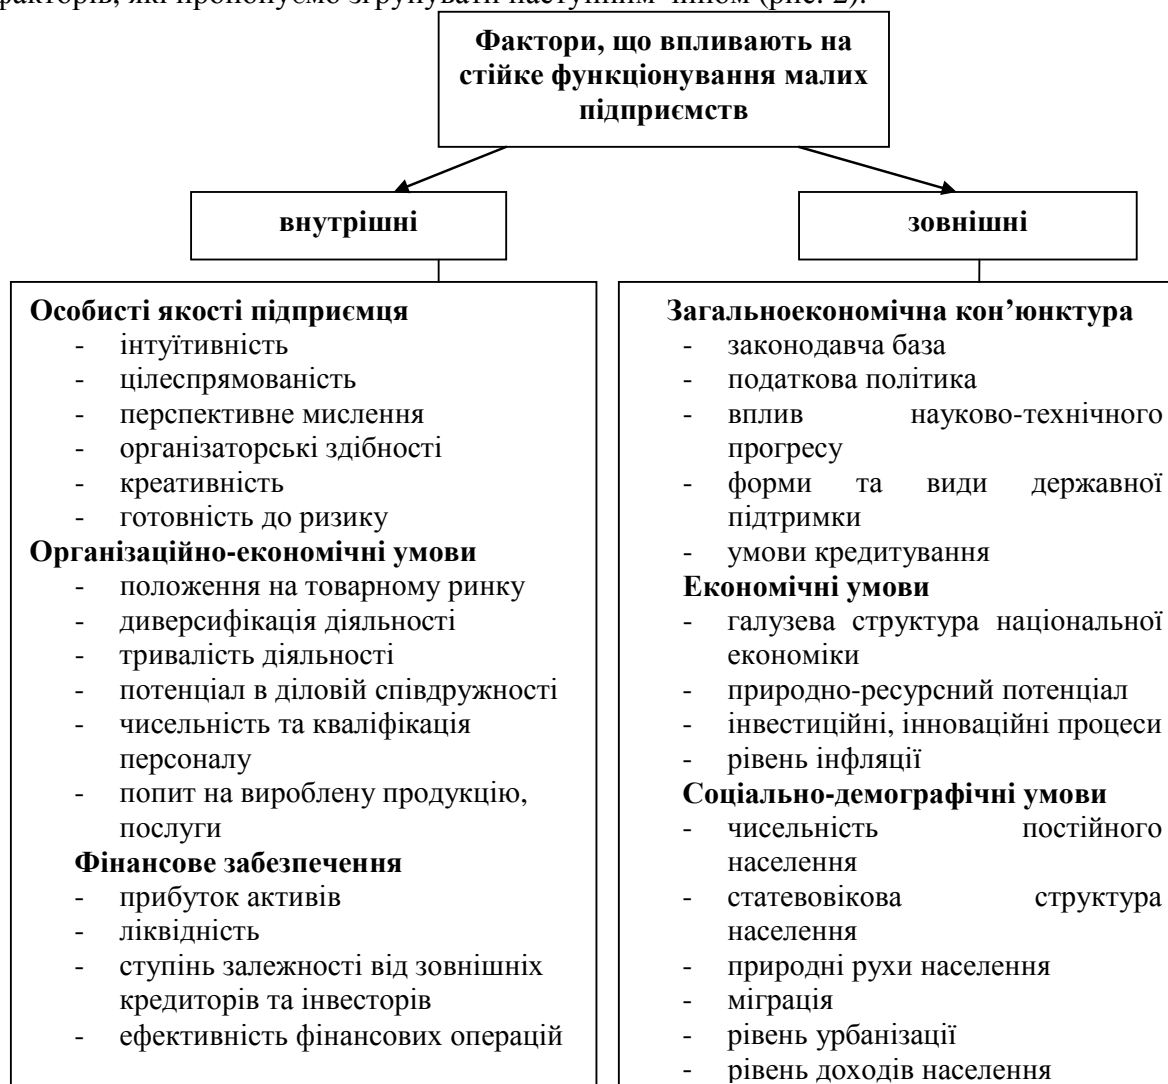 факторів, які пропонуємо згрупувати наступним чином (рис. 2).
Фактори, що впливають на
стійке функціонування малих
підприємств
внутрішні
зовнішні
Особисті якості підприємця
- інтуїтивність
- цілеспрямованість
- перспективне мислення
- організаторські здібності
- креативність
- готовність до ризику
Організаційно-економічні умови
- положення на товарному ринку
- диверсифікація діяльності
- тривалість діяльності
- потенціал в діловій співдружності
- чисельність та кваліфікація
персоналу
- попит на вироблену продукцію,
послуги
Фінансове забезпечення
- прибуток активів
- ліквідність
- ступінь залежності від зовнішніх
кредиторів та інвесторів
- ефективність фінансових операцій
Загальноекономічна кон’юнктура
- законодавча база
- податкова політика
- вплив науково-технічного
прогресу
- форми та види державної
підтримки
- умови кредитування
Економічні умови
- галузева структура національної
економіки
- природно-ресурсний потенціал
- інвестиційні, інноваційні процеси
- рівень інфляції
Соціально-демографічні умови
- чисельність постійного
населення
- статевовікова структура
населення
- природні рухи населення
- міграція
- рівень урбанізації
- рівень доходів населення